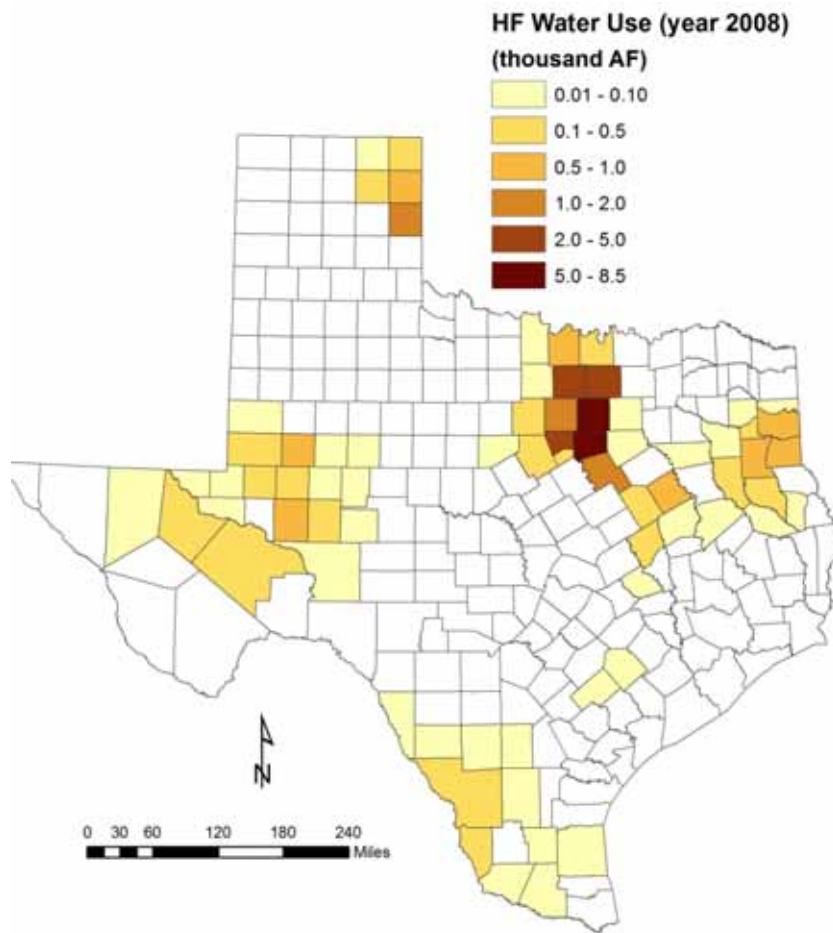 HF Water Use (year 2008)
(thousand AF)
0.01 - 0.10
0.1 - 0.5
0.5 - 1.0
1.0 - 2.0
2.0 - 5.0
5.0 - 8.5
N
0 30 60 120 180 240
Miles